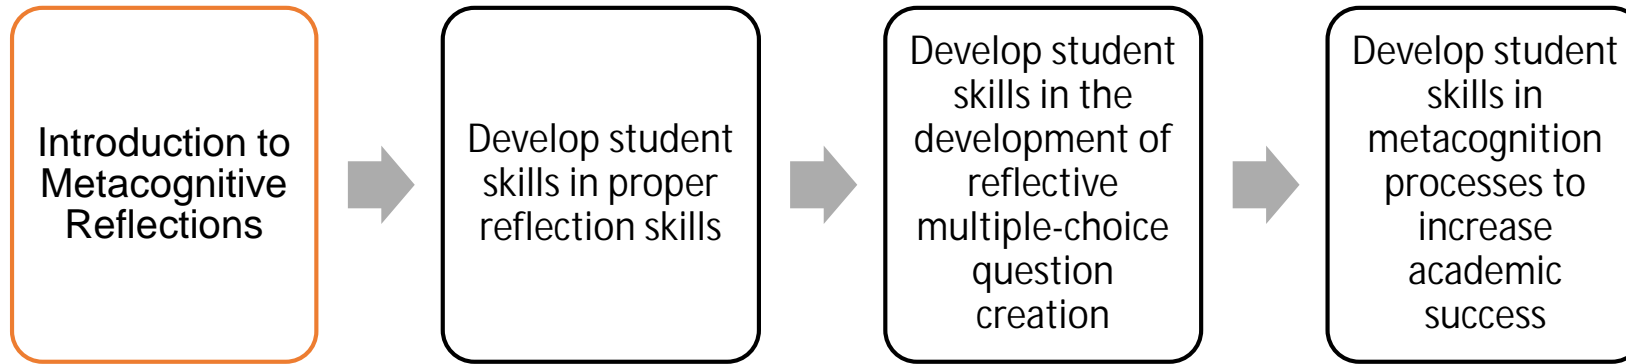 Introduction to
Metacognitive
Reflections
Develop student
skills in proper
reflection skills
Develop student
skills in the
development of
reflective
multiple-choice
question
creation
Develop student
skills in
metacognition
processes to
increase
academic
success